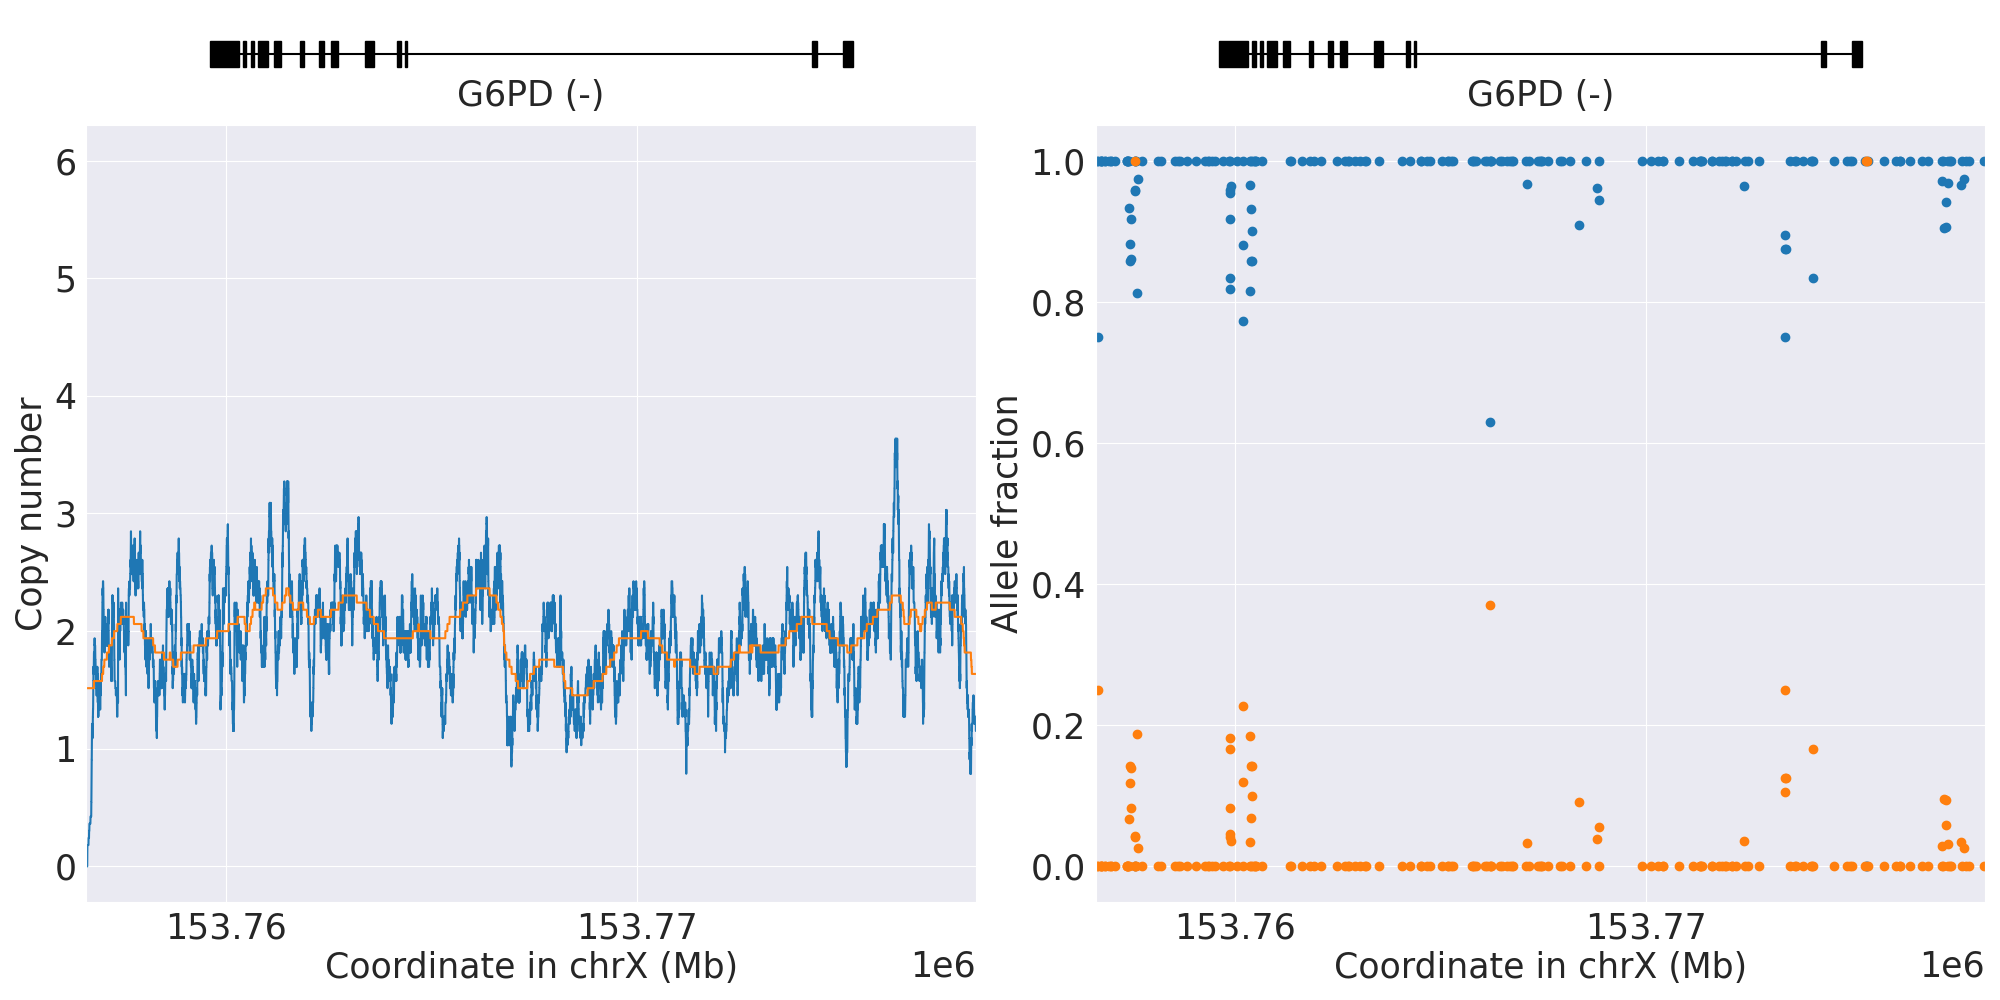 G6PD (-)
6
5
4
3
2
1
0
Copy number
153.76
153.77
Coordinate in chrX (Mb)
1e6
G6PD (-)
1.0
0.8
0.6
0.4
0.2
0.0
Allele fraction
153.76
153.77
Coordinate in chrX (Mb)
1e6